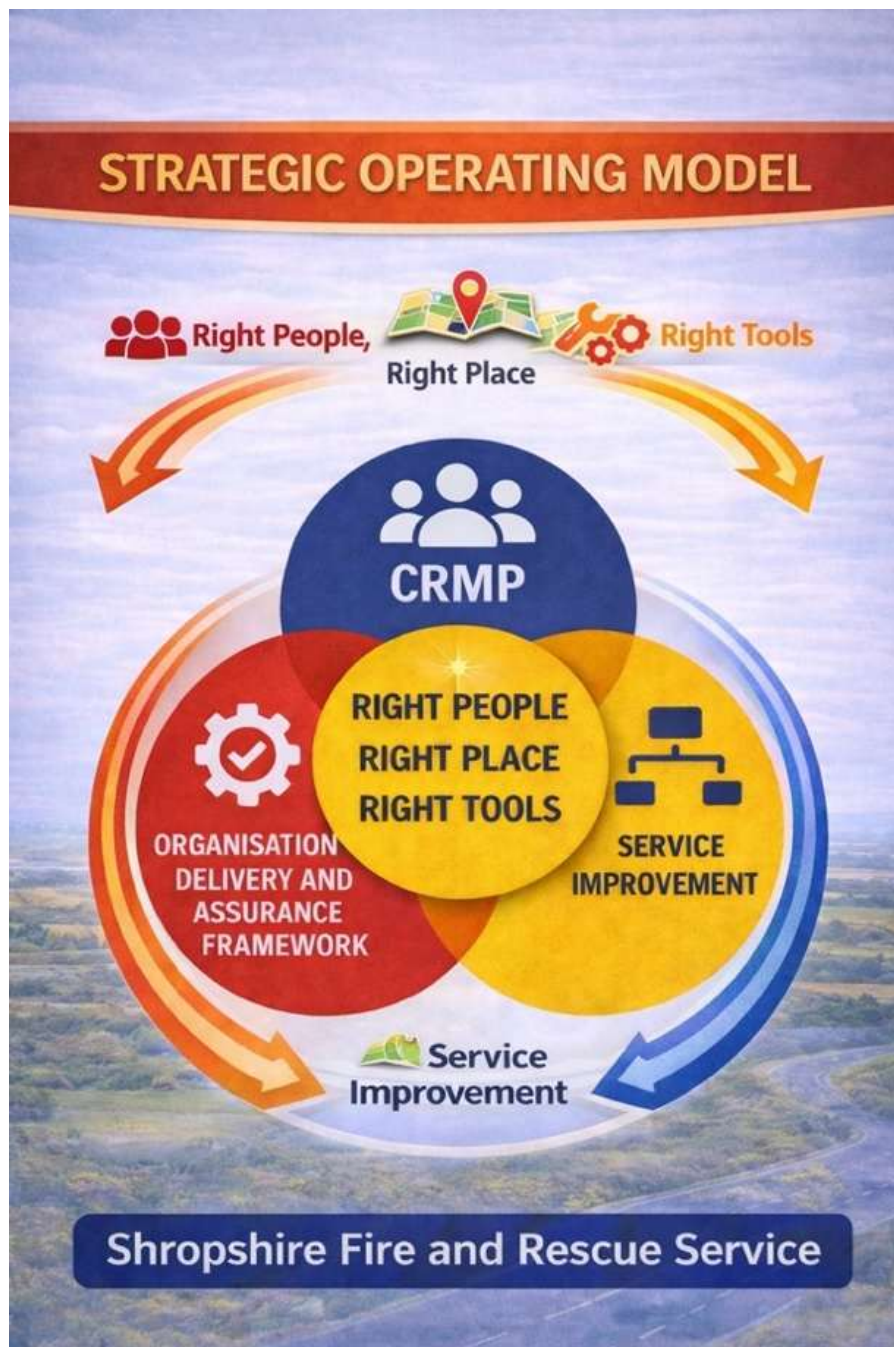 STRATEGIC OPERATING MODEL
Right People,
Right Place
Right Tools
CRMP
RIGHT PEOPLE
RIGHT PLACE
RIGHT TOOLS
ORGANISATION
DELIVERY AND
ASSURANCE
FRAMEWORK
SERVICE
IMPROVEMENT
Service
Improvement
Shropshire Fire and Rescue Service